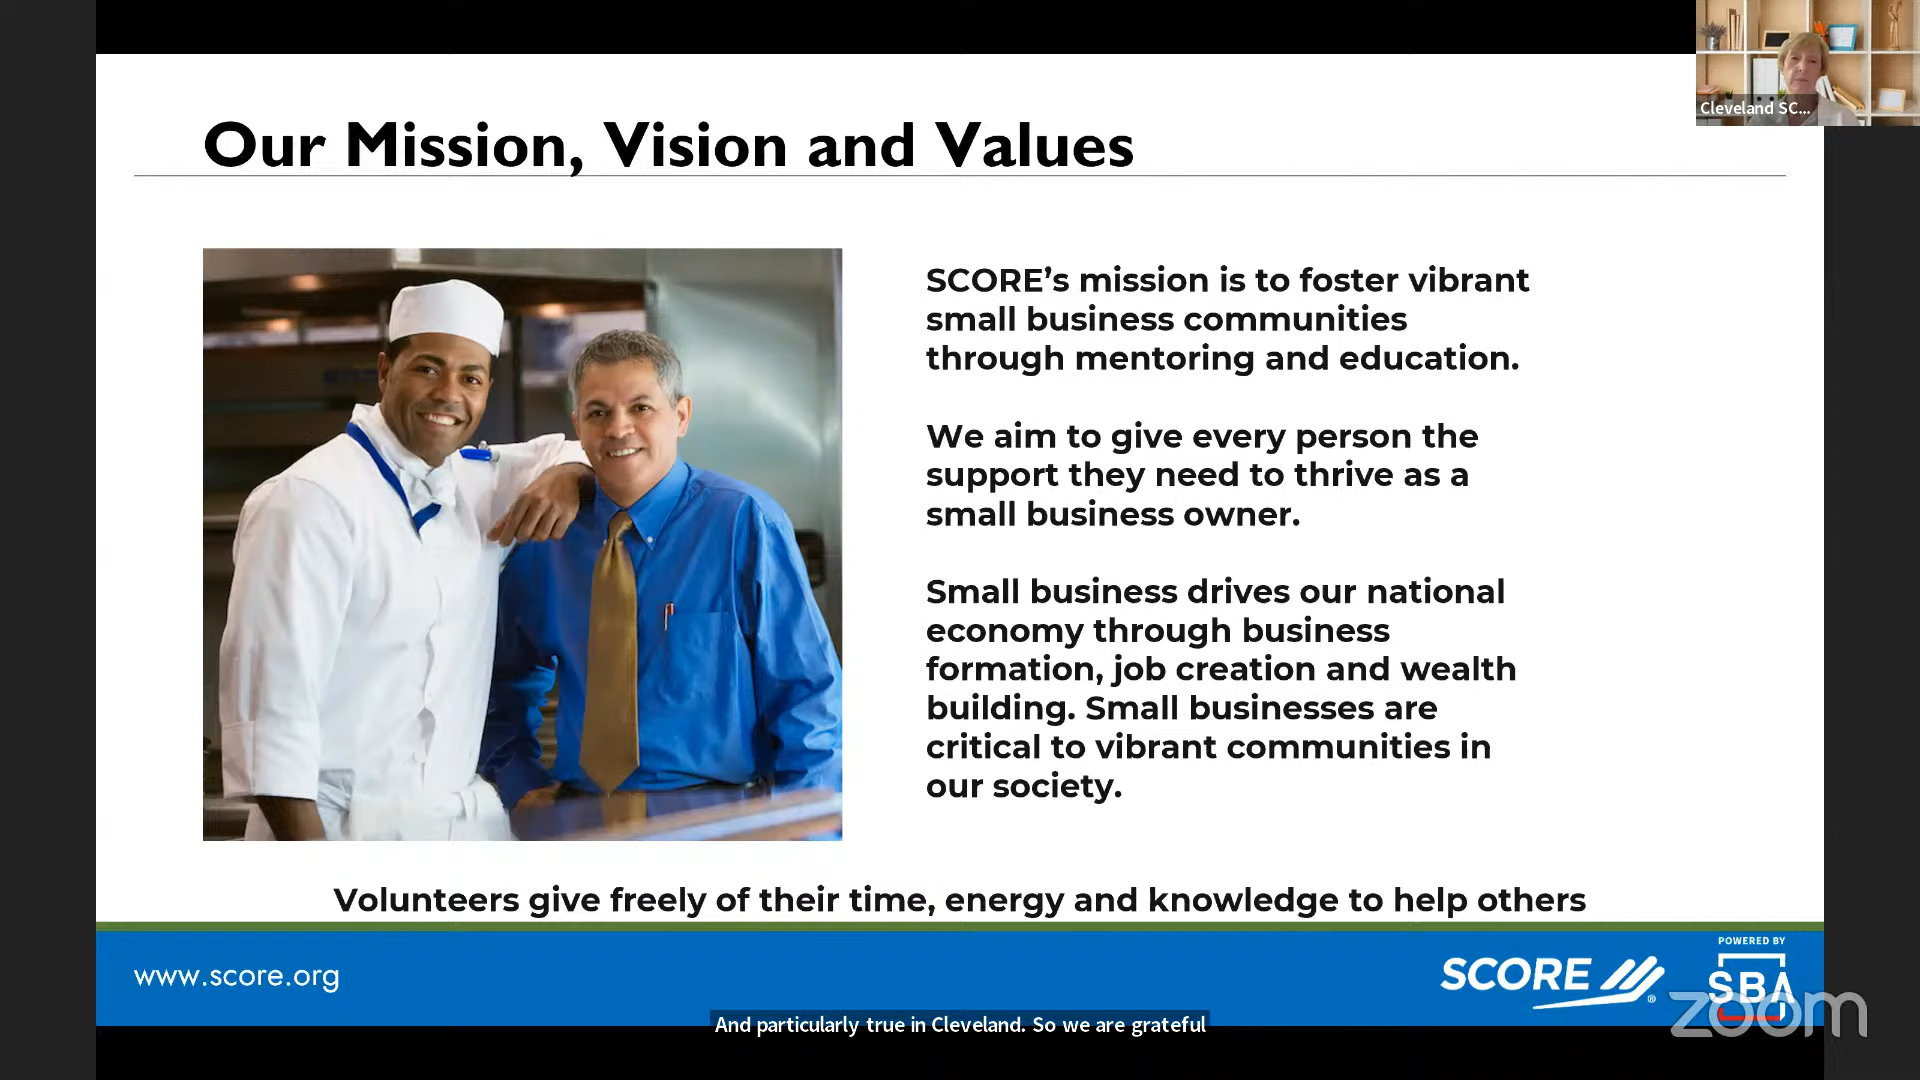 Cleveland SC...
Our Mission, Vision and Values
SCORE’s mission is to foster vibrant
small business communities
through mentoring and education.
We aim to give every person the
support they need to thrive as a
small business owner.
Small business drives our national
economy through business
formation, job creation and wealth
building. Small businesses are
critical to vibrant communities in
our society.
Volunteers give freely of their time, energy and knowledge to help others
www.score.org
SCORE
®
POWERED BY
SBA
zoom
And particularly true in Cleveland. So we are grateful